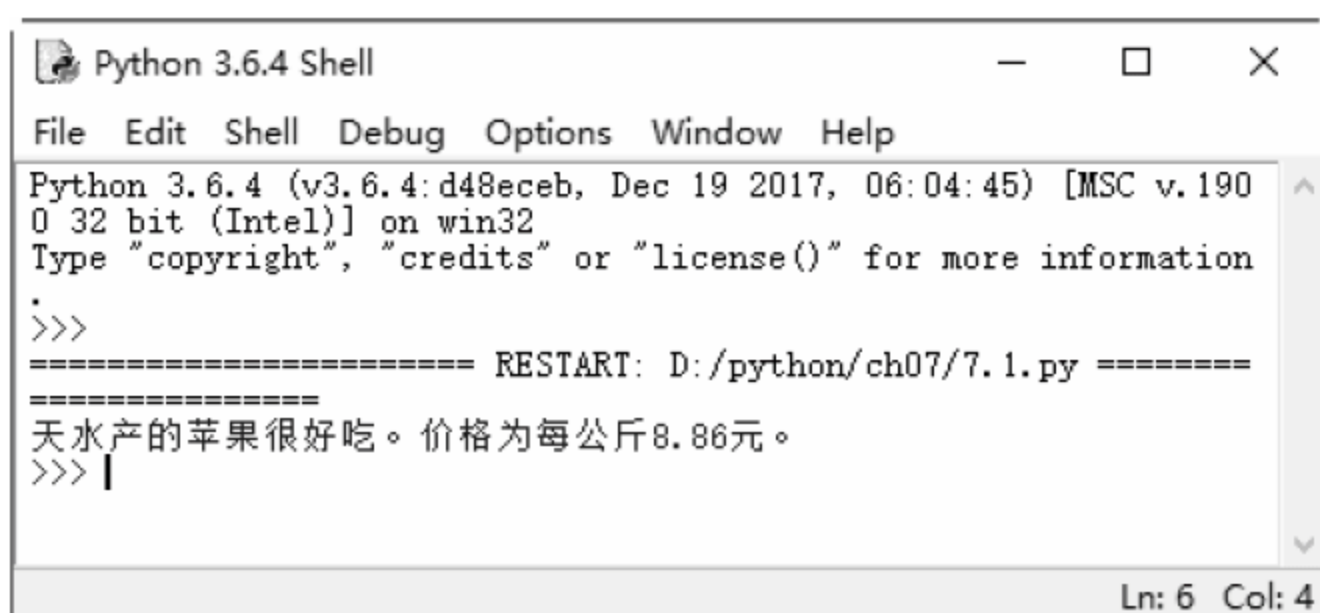 Python 3.6.4 Shell
File Edit Shell Debug Options Window Help
Python 3.6.4 (v3.6.4:d48eceb, Dec 19 2017, 06:04:45) [MSC v.190
0 32 bit (Intel)] on win32
Type "copyright", "credits" or "license()" for more information
.
>>>
======================= RESTART: D:/python/ch07/7.1.py ========
===============
天水产的苹果很好吃。价格为每公斤8.86元。
>>>
Ln: 6 Col: 4